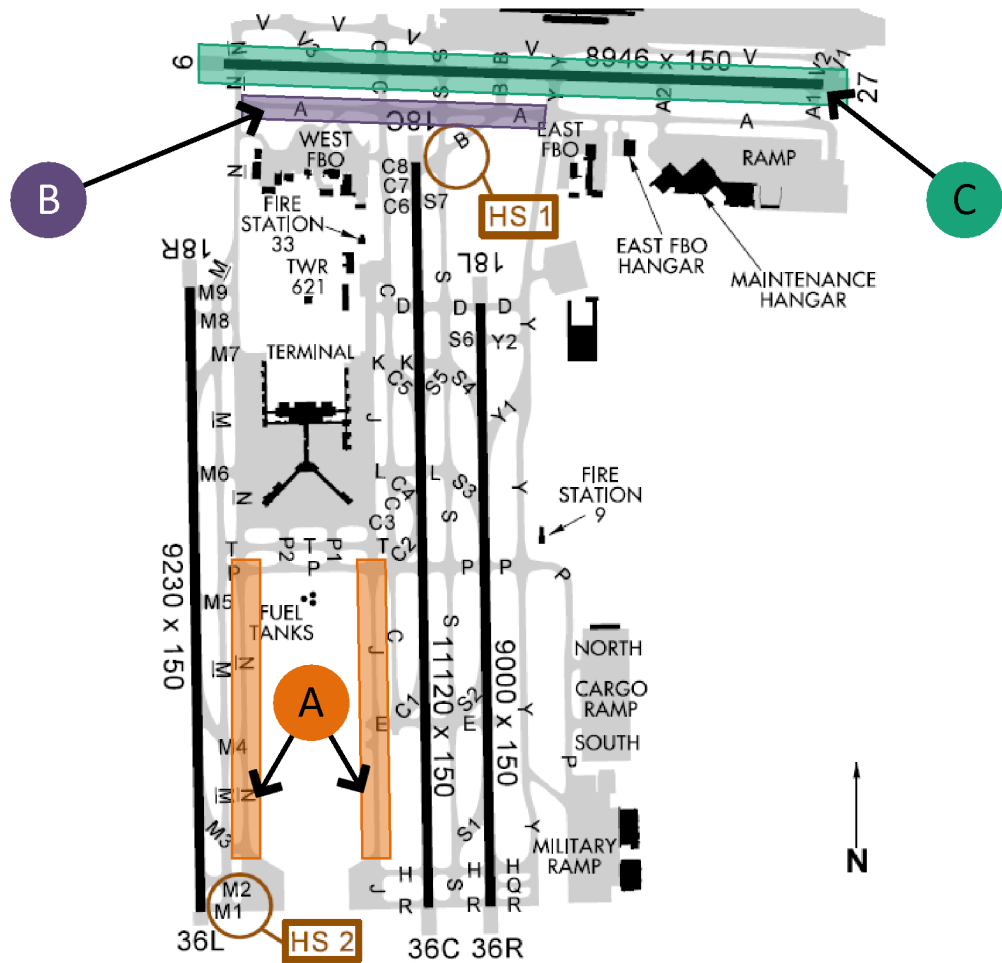 V V V
S
O V S B V Y 8946 x 150 V V2 V1
N
9
N O S B Y A2 A1 27
A A A
18C
B
WEST
FBO
EAST
FBO
RAMP
B
C
N
C8
C7
C6 S7
HS 1
FIRE
STATION
33
EAST FBO
HANGAR
MAINTENANCE
HANGAR
TWR
621
18R
M
18L
S
M9
M8
C
D D D
Y
S6 Y2
M7
TERMINAL
K K
C5 S5 S4
M
J
Y1
M6
L L
C4 S3
Y
N
C
C3
S
FIRE
STATION
9
T P2 T P1 T C2
P P P P P
M5
FUEL
TANKS
9230 x 150
C
J
S
11120 x 150
9000 x 150
NORTH
CARGO
RAMP
SOUTH
M N
A
C1 S2
E E
Y
M4
P
M N
M3
S1
Y
MILITARY
RAMP
N
H H H
J S Q
R R R
M2
M1
36L
HS 2
36C 36R